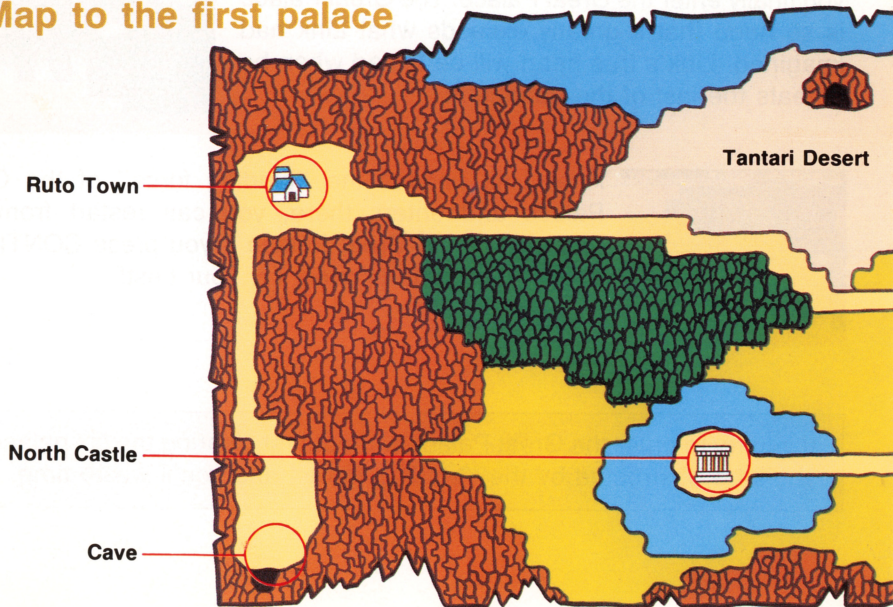 Map to the first palace
Tantari Desert
Ruto Town
North Castle
Cave